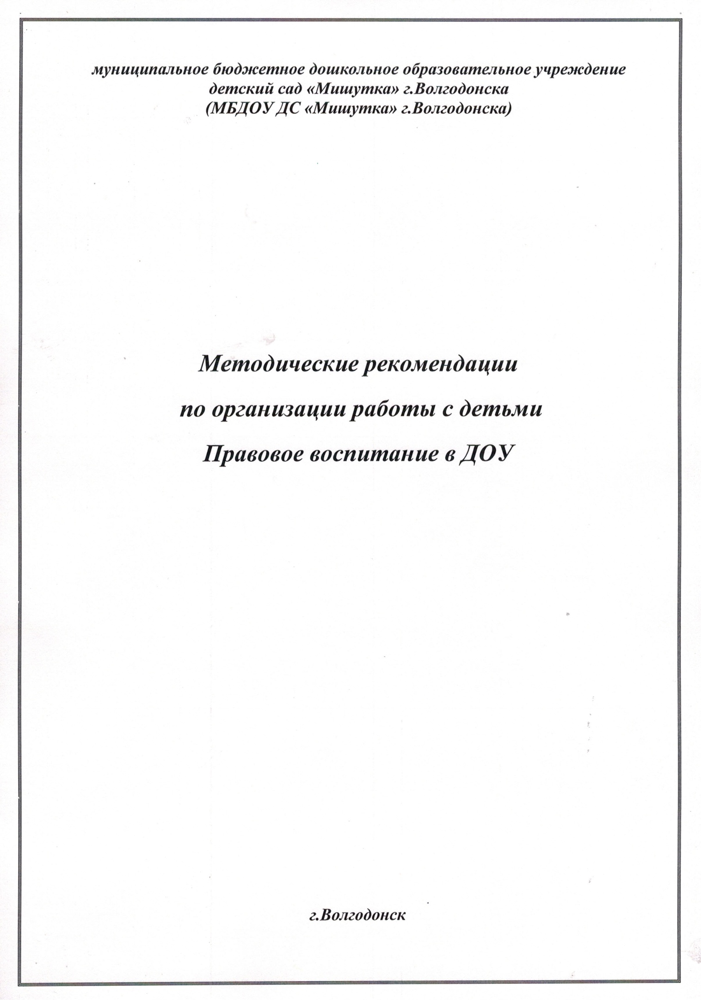 муниципальное бюджетное дошкольное образовательное учреждение
детский сад «Мишутка» г.Волгодонска
(МБДОУ ДС «Мишутка» г.Волгодонска)
Методические рекомендации
по организации работы с детьми
Правовое воспитание в ДОУ
г.Волгодонск